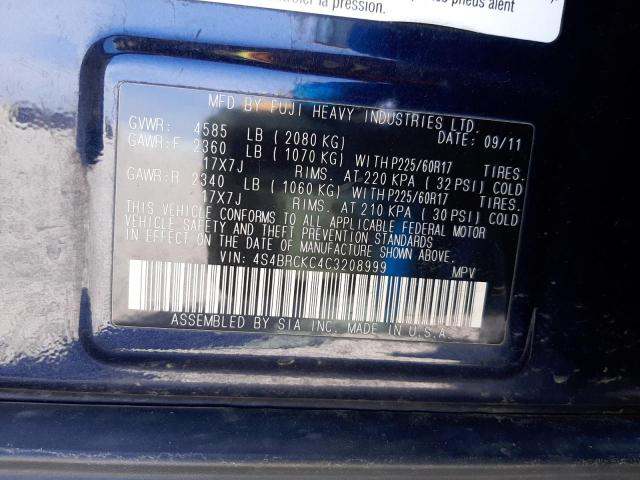 ontrôler la pression.
pneus aient
MFD BY FUJI HEAVY INDUSTRIES LTD.
GVWR: 4585 LB (2080 KG) DATE: 09/11
GAWR:F 2360 LB (1070 KG) WITH P225/60R17 TIRES.
17X7J RIMS. AT 220 KPA (32 PSI) COLD
GAWR:R 2340 LB (1060 KG) WITH P225/60R17 TIRES.
17X7J RIMS. AT 210 KPA (30 PSI) COLD
THIS VEHICLE CONFORMS TO ALL APPLICABLE FEDERAL MOTOR
VEHICLE SAFETY AND THEFT PREVENTION STANDARDS
IN EFFECT ON THE DATE OF MANUFACTURE SHOWN ABOVE.
VIN: 4S4BRCKC4C3208999 MPV
ASSEMBLED BY SIA INC. MADE IN U.S.A.